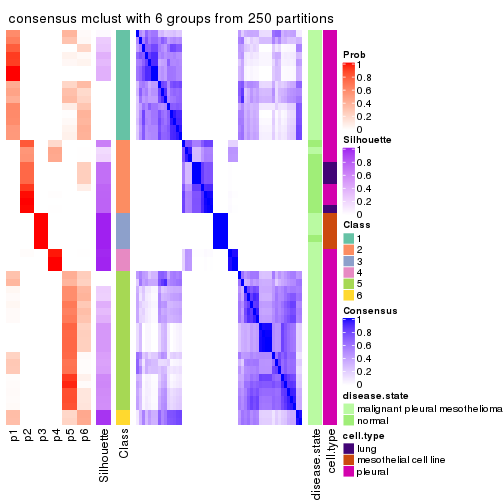 consensus mclust with 6 groups from 250 partitions
Prob
1
0.8
0.6
0.4
0.2
0
Silhouette
1
0.8
0.6
0.4
0.2
0
Class
1
2
3
4
5
6
Consensus
1
0.8
0.6
0.4
0.2
0
disease.state
malignant pleural mesothelioma
normal
cell.type
lung
mesothelial cell line
pleural
p1
p2
p3
p4
p5
p6
Silhouette
Class
disease.state
cell.type